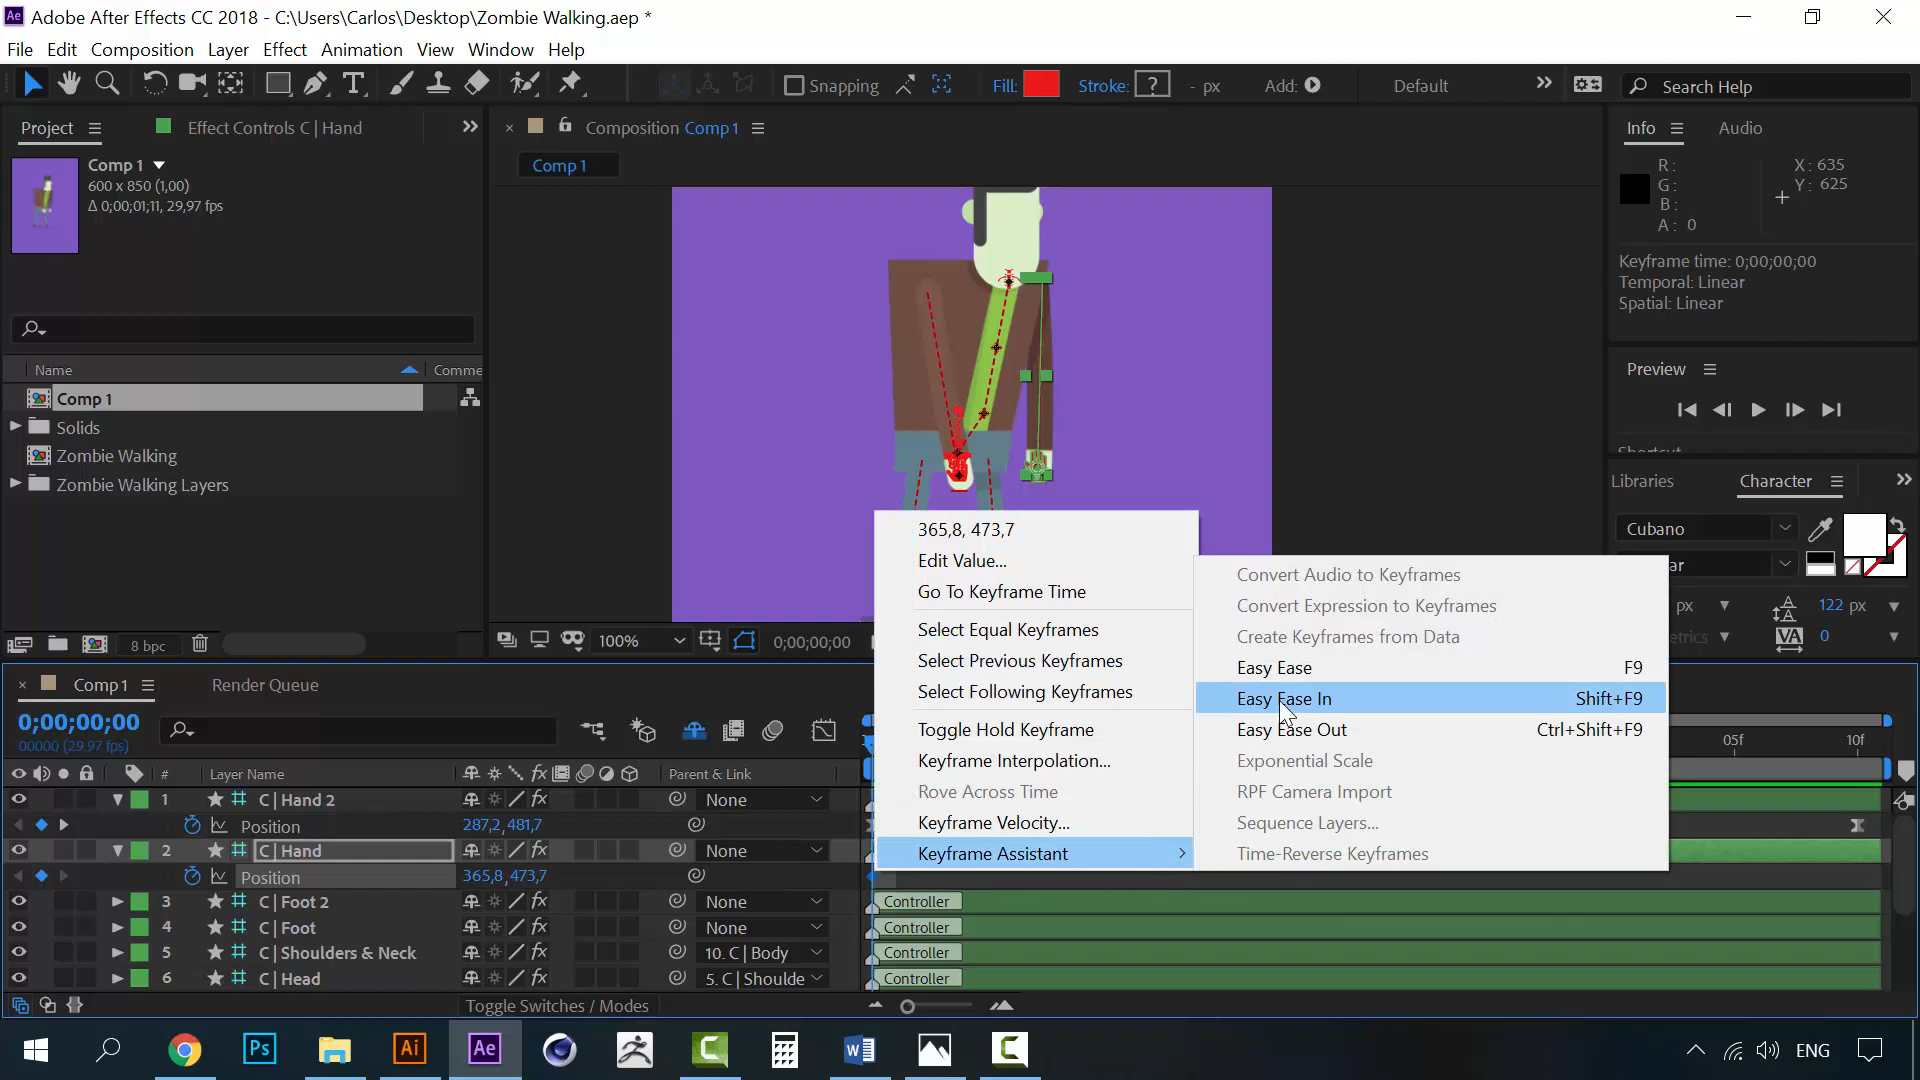 Ae Adobe After Effects CC 2018 - C:\Users\Carlos\Desktop\Zombie Walking.aep *
File Edit Composition Layer Effect Animation View Window Help
Snapping Fill: Stroke: ? - px Add: Default Search Help
Project Effect Controls C | Hand
Composition Comp 1
Info Audio
Comp 1
600 x 850 (1,00)
Δ 0;00;01;11, 29,97 fps
Comp 1
R:
G:
B:
A: 0
X: 635
Y: 625
Keyframe time: 0;00;00;00
Temporal: Linear
Spatial: Linear
Preview
Name Comme
Comp 1
Solids
Zombie Walking
Zombie Walking Layers
Libraries Character
Cubano
ar
px 122 px
etrics 0
8 bpc
100% 0;00;00;00
365,8, 473,7
Edit Value...
Go To Keyframe Time
Select Equal Keyframes
Select Previous Keyframes
Select Following Keyframes
Toggle Hold Keyframe
Keyframe Interpolation...
Rove Across Time
Keyframe Velocity...
Keyframe Assistant
Convert Audio to Keyframes
Convert Expression to Keyframes
Create Keyframes from Data
Easy Ease F9
Easy Ease In Shift+F9
Easy Ease Out Ctrl+Shift+F9
Exponential Scale
RPF Camera Import
Sequence Layers...
Time-Reverse Keyframes
Comp 1 Render Queue
0;00;00;00
00000 (29.97 fps)
05f 10f
# Layer Name Parent & Link
1 C | Hand 2 None
Position 287,2, 481,7
2 C | Hand None
Position 365,8, 473,7
3 C | Foot 2 None Controller
4 C | Foot None Controller
5 C | Shoulders & Neck 10. C | Body Controller
6 C | Head 5. C | Shoulde Controller
Toggle Switches / Modes
Ps Ai Ae ENG